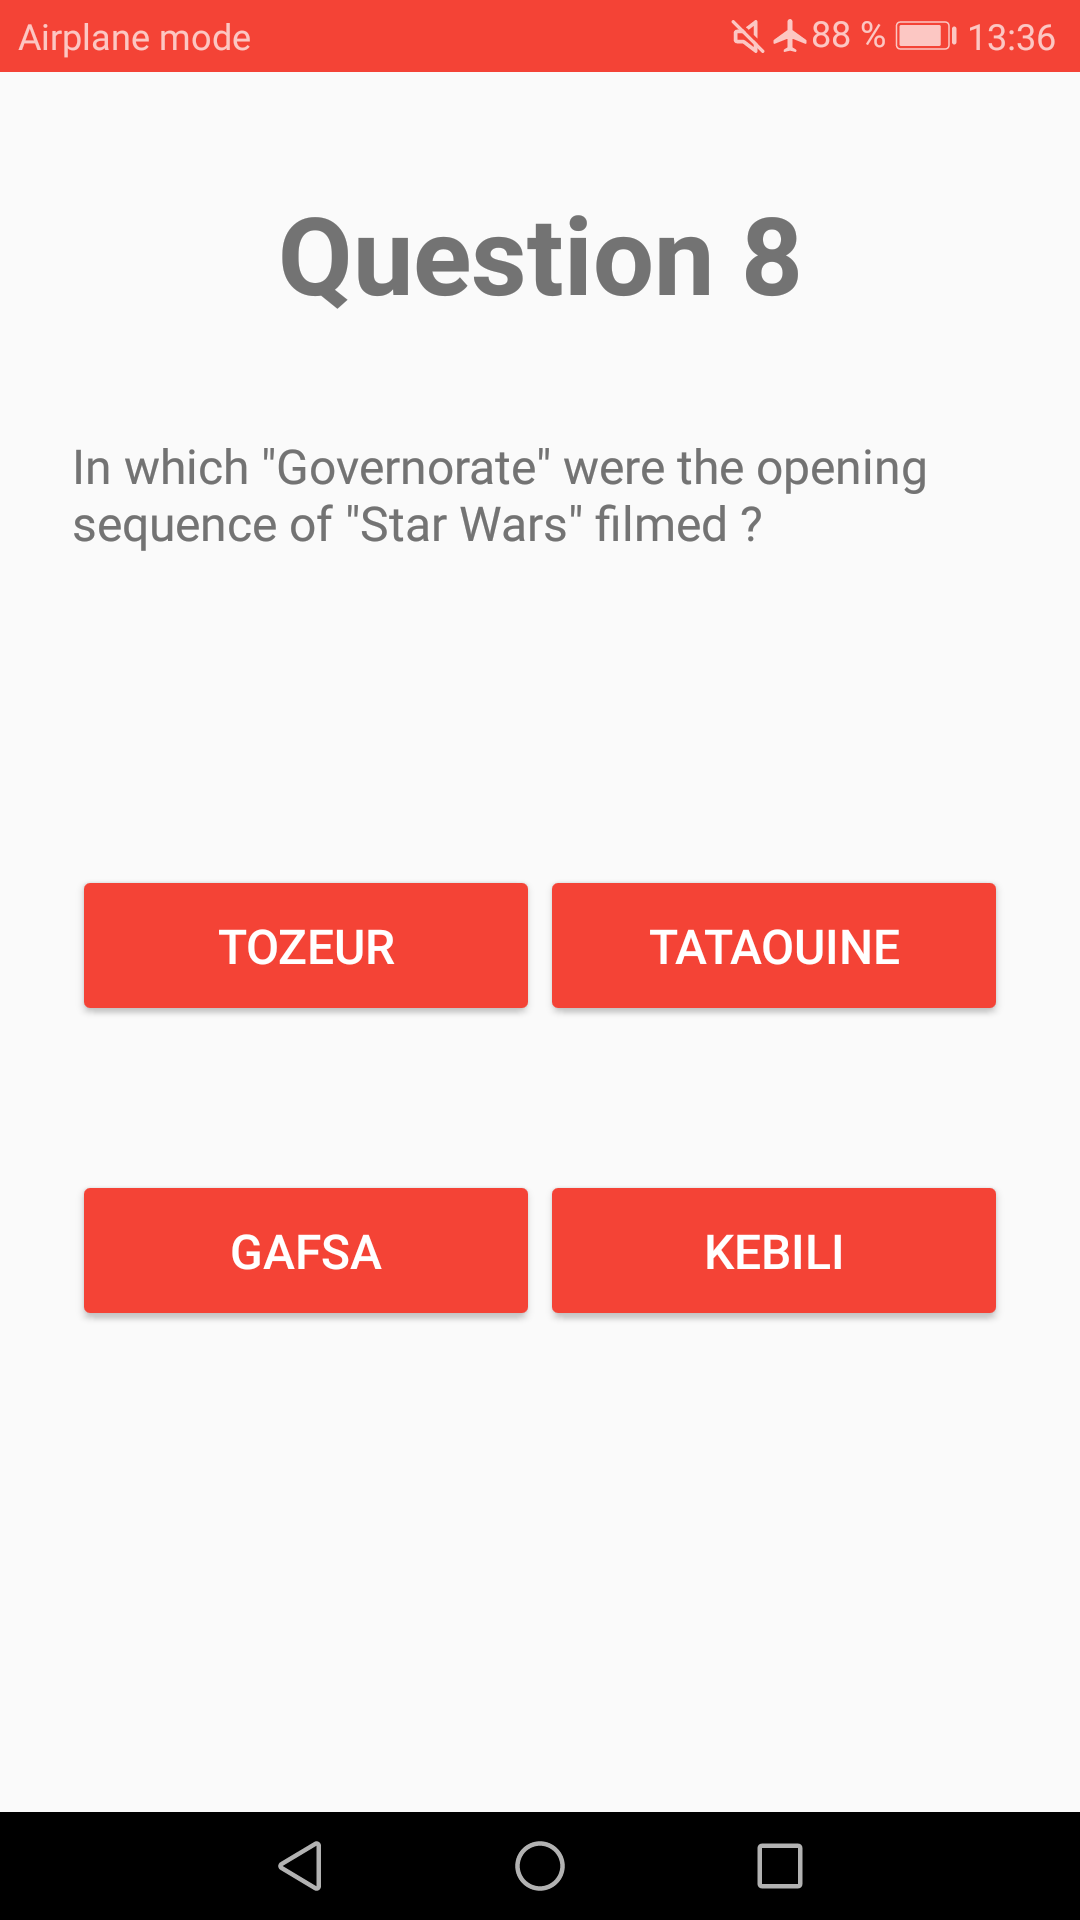 Airplane mode 88 % 13:36
Question 8
In which "Governorate" were the opening
sequence of "Star Wars" filmed ?
TOZEUR TATAOUINE
GAFSA KEBILI